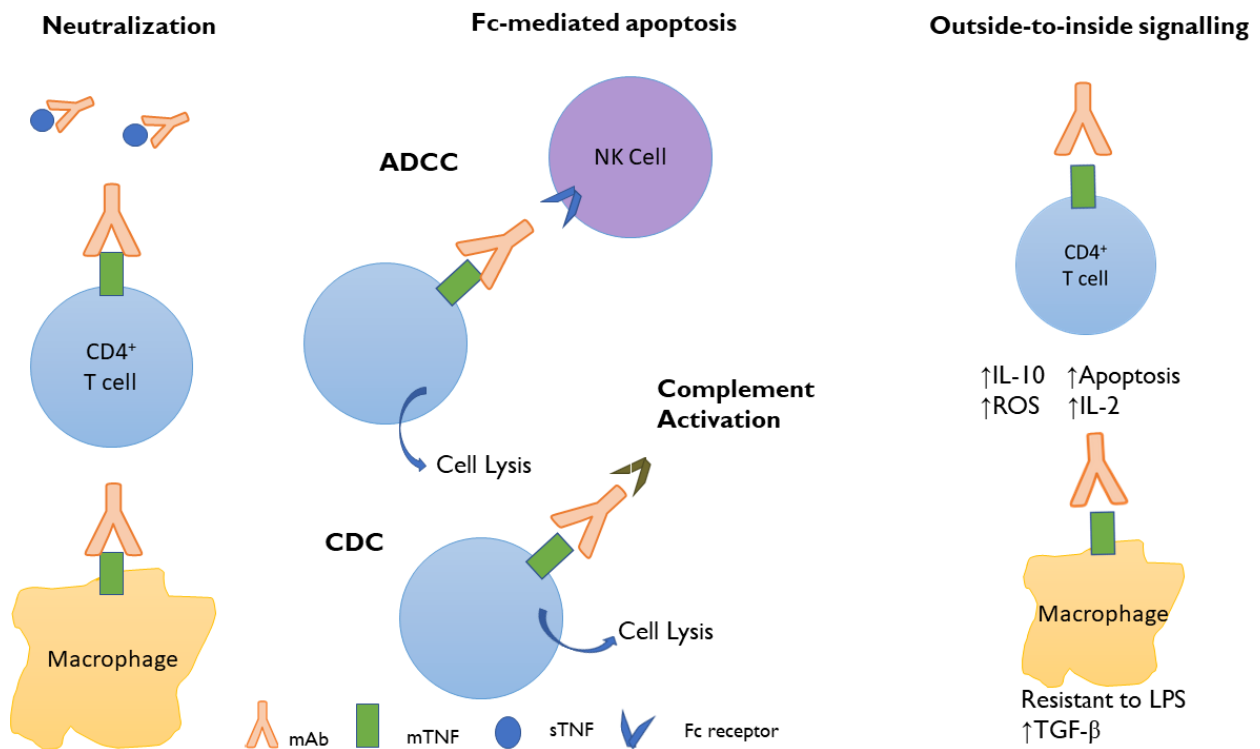 Neutralization
Fc-mediated apoptosis
Outside-to-inside signalling
ADCC
NK Cell
CD4⁺
T cell
CD4⁺
T cell
↑IL-10 ↑Apoptosis
↑ROS ↑IL-2
Complement
Activation
Cell Lysis
CDC
Cell Lysis
Macrophage
Macrophage
Resistant to LPS
↑TGF-β
mAb
mTNF
sTNF
Fc receptor